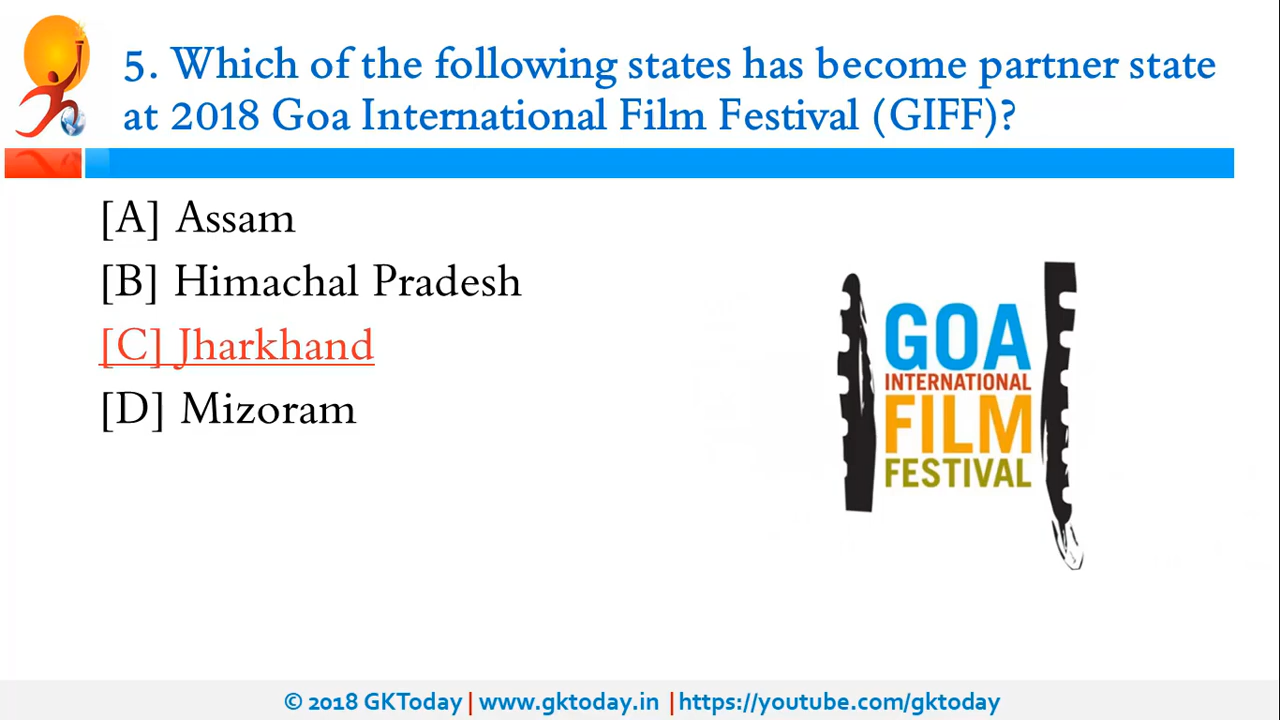 5. Which of the following states has become partner state
at 2018 Goa International Film Festival (GIFF)?
[A] Assam
[B] Himachal Pradesh
[C] Jharkhand
[D] Mizoram
GOA
INTERNATIONAL
FILM
FESTIVAL
© 2018 GKToday | www.gktoday.in | https://youtube.com/gktoday